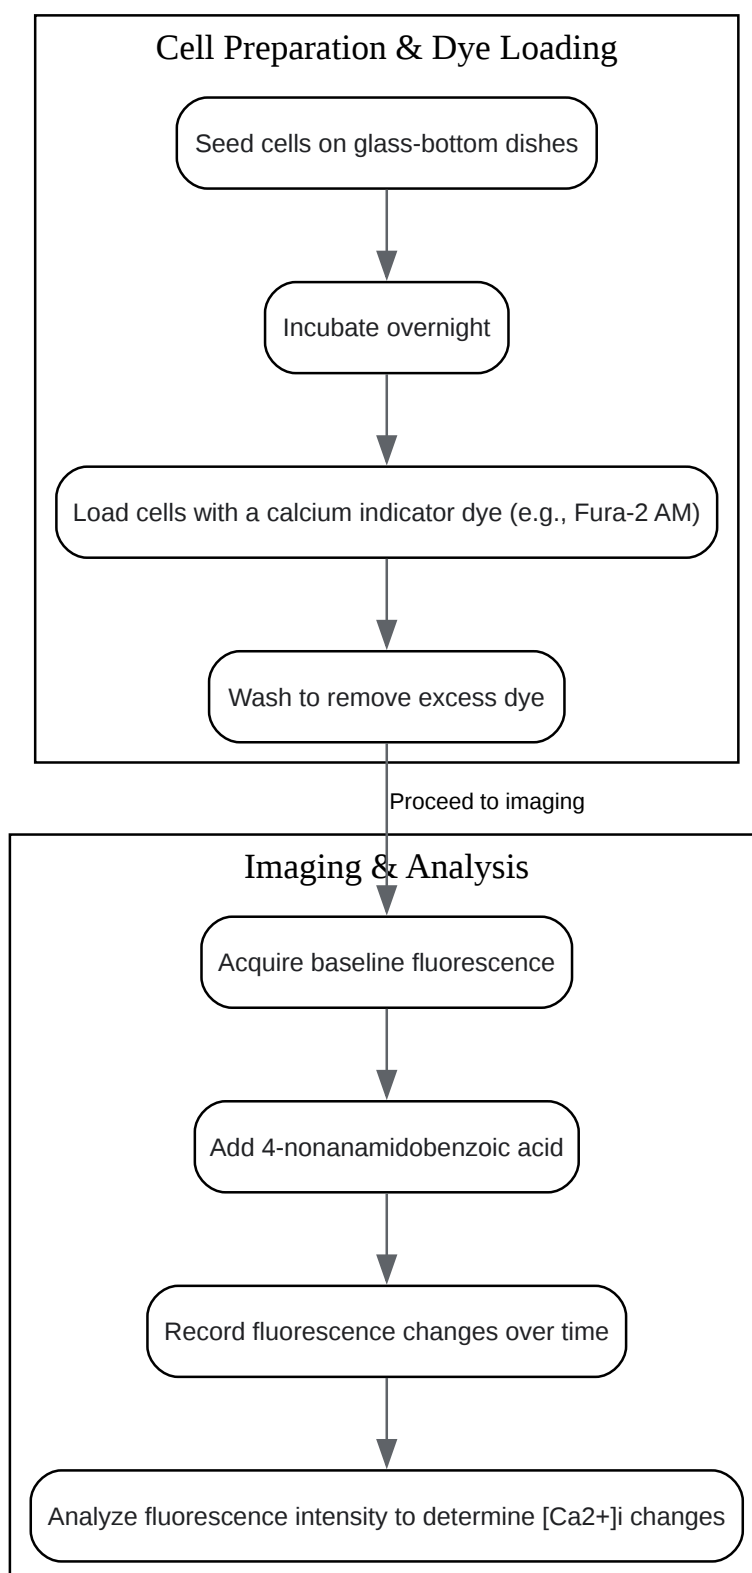 Cell Preparation & Dye Loading
Seed cells on glass-bottom dishes
Incubate overnight
Load cells with a calcium indicator dye (e.g., Fura-2 AM)
Wash to remove excess dye
Proceed to imaging
Imaging & Analysis
Acquire baseline fluorescence
Add 4-nonanamidobenzoic acid
Record fluorescence changes over time
Analyze fluorescence intensity to determine [Ca2+]i changes